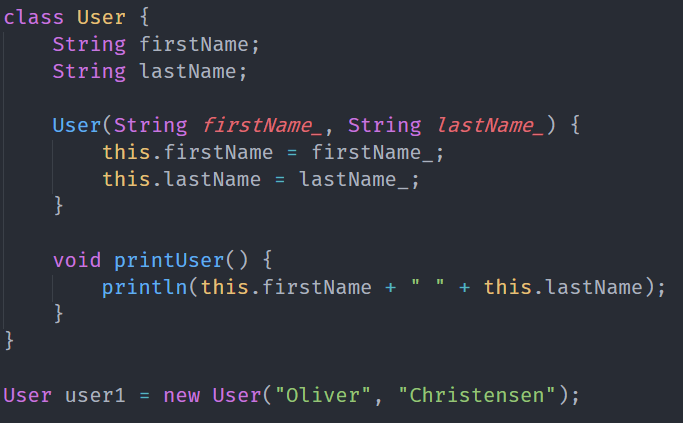 class User {
    String firstName;
    String lastName;

    User(String firstName_, String lastName_) {
        this.firstName = firstName_;
        this.lastName = lastName_;
    }

    void printUser() {
        println(this.firstName + " " + this.lastName);
    }
}

User user1 = new User("Oliver", "Christensen");